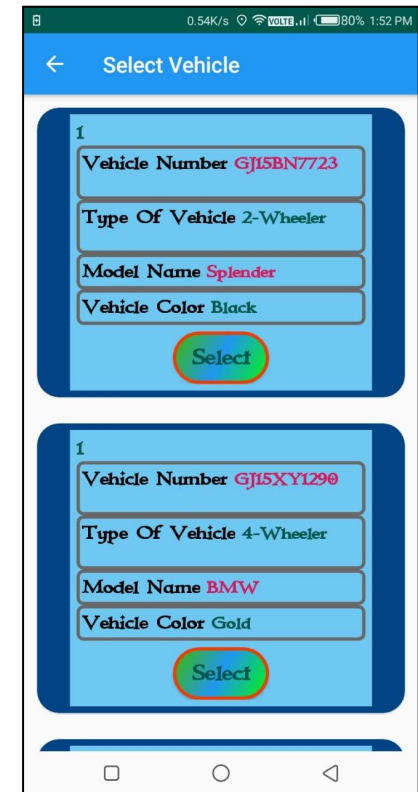 0.54K/s VOLTE 80% 1:52 PM
Select Vehicle
1
Vehicle Number GJ15BN7723
Type Of Vehicle 2-Wheeler
Model Name Splender
Vehicle Color Black
Select
1
Vehicle Number GJ15XY1290
Type Of Vehicle 4-Wheeler
Model Name BMW
Vehicle Color Gold
Select